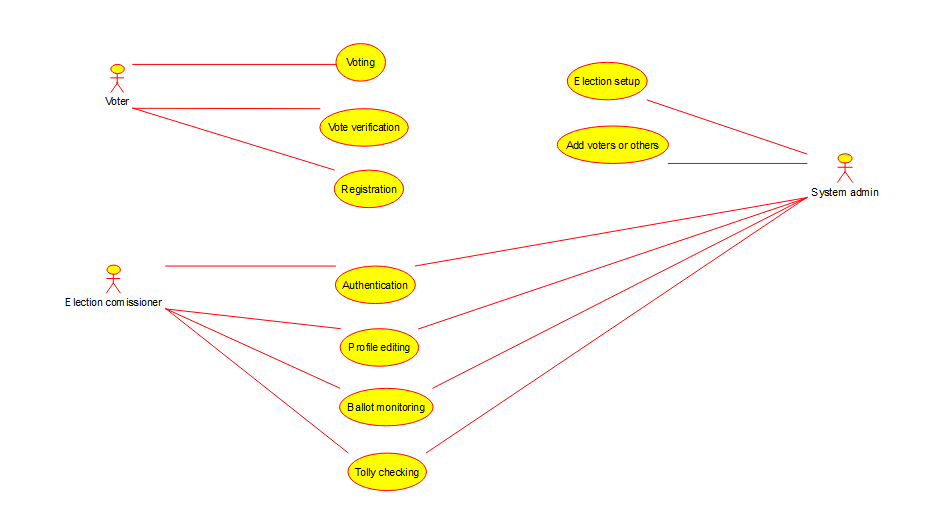 Voting
Election setup
Voter
Vote verification
Add voters or others
Registration
System admin
Authentication
Election comissioner
Profile editing
Ballot monitoring
Tolly checking